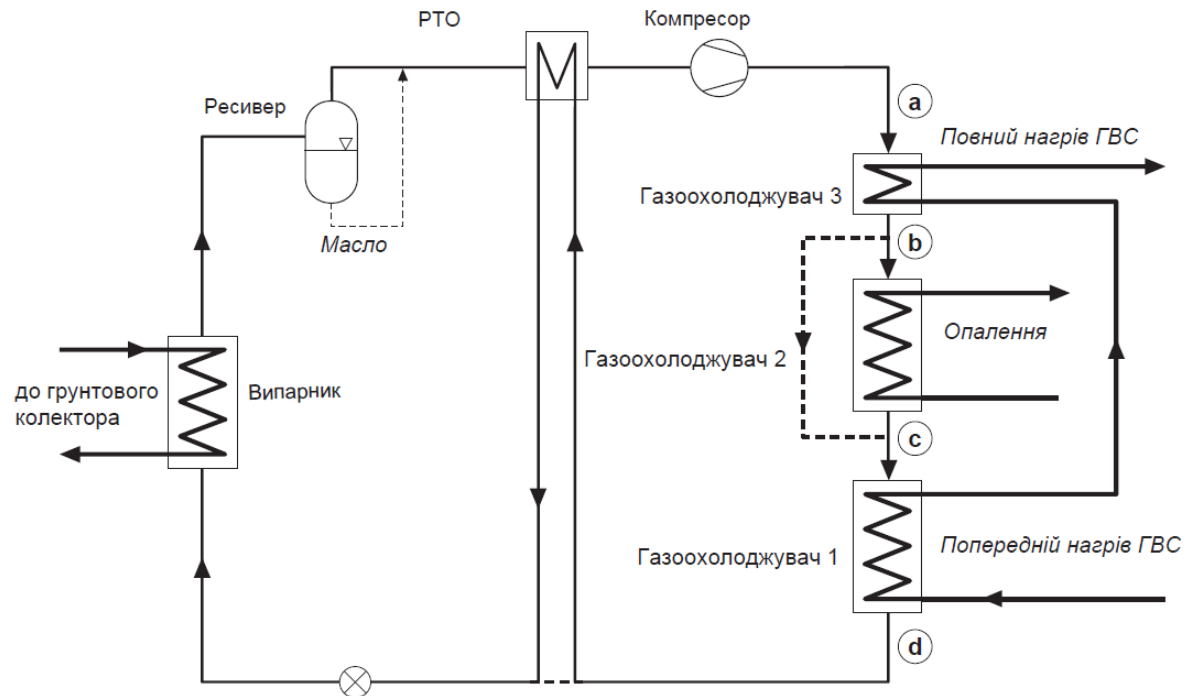 РТО
Компресор
Ресивер
a
Повний нагрів ГВС
Газоохолоджувач 3
Масло
b
Газоохолоджувач 2
Опалення
до грунтового
колектора
Випарник
c
Газоохолоджувач 1
Попередній нагрів ГВС
d